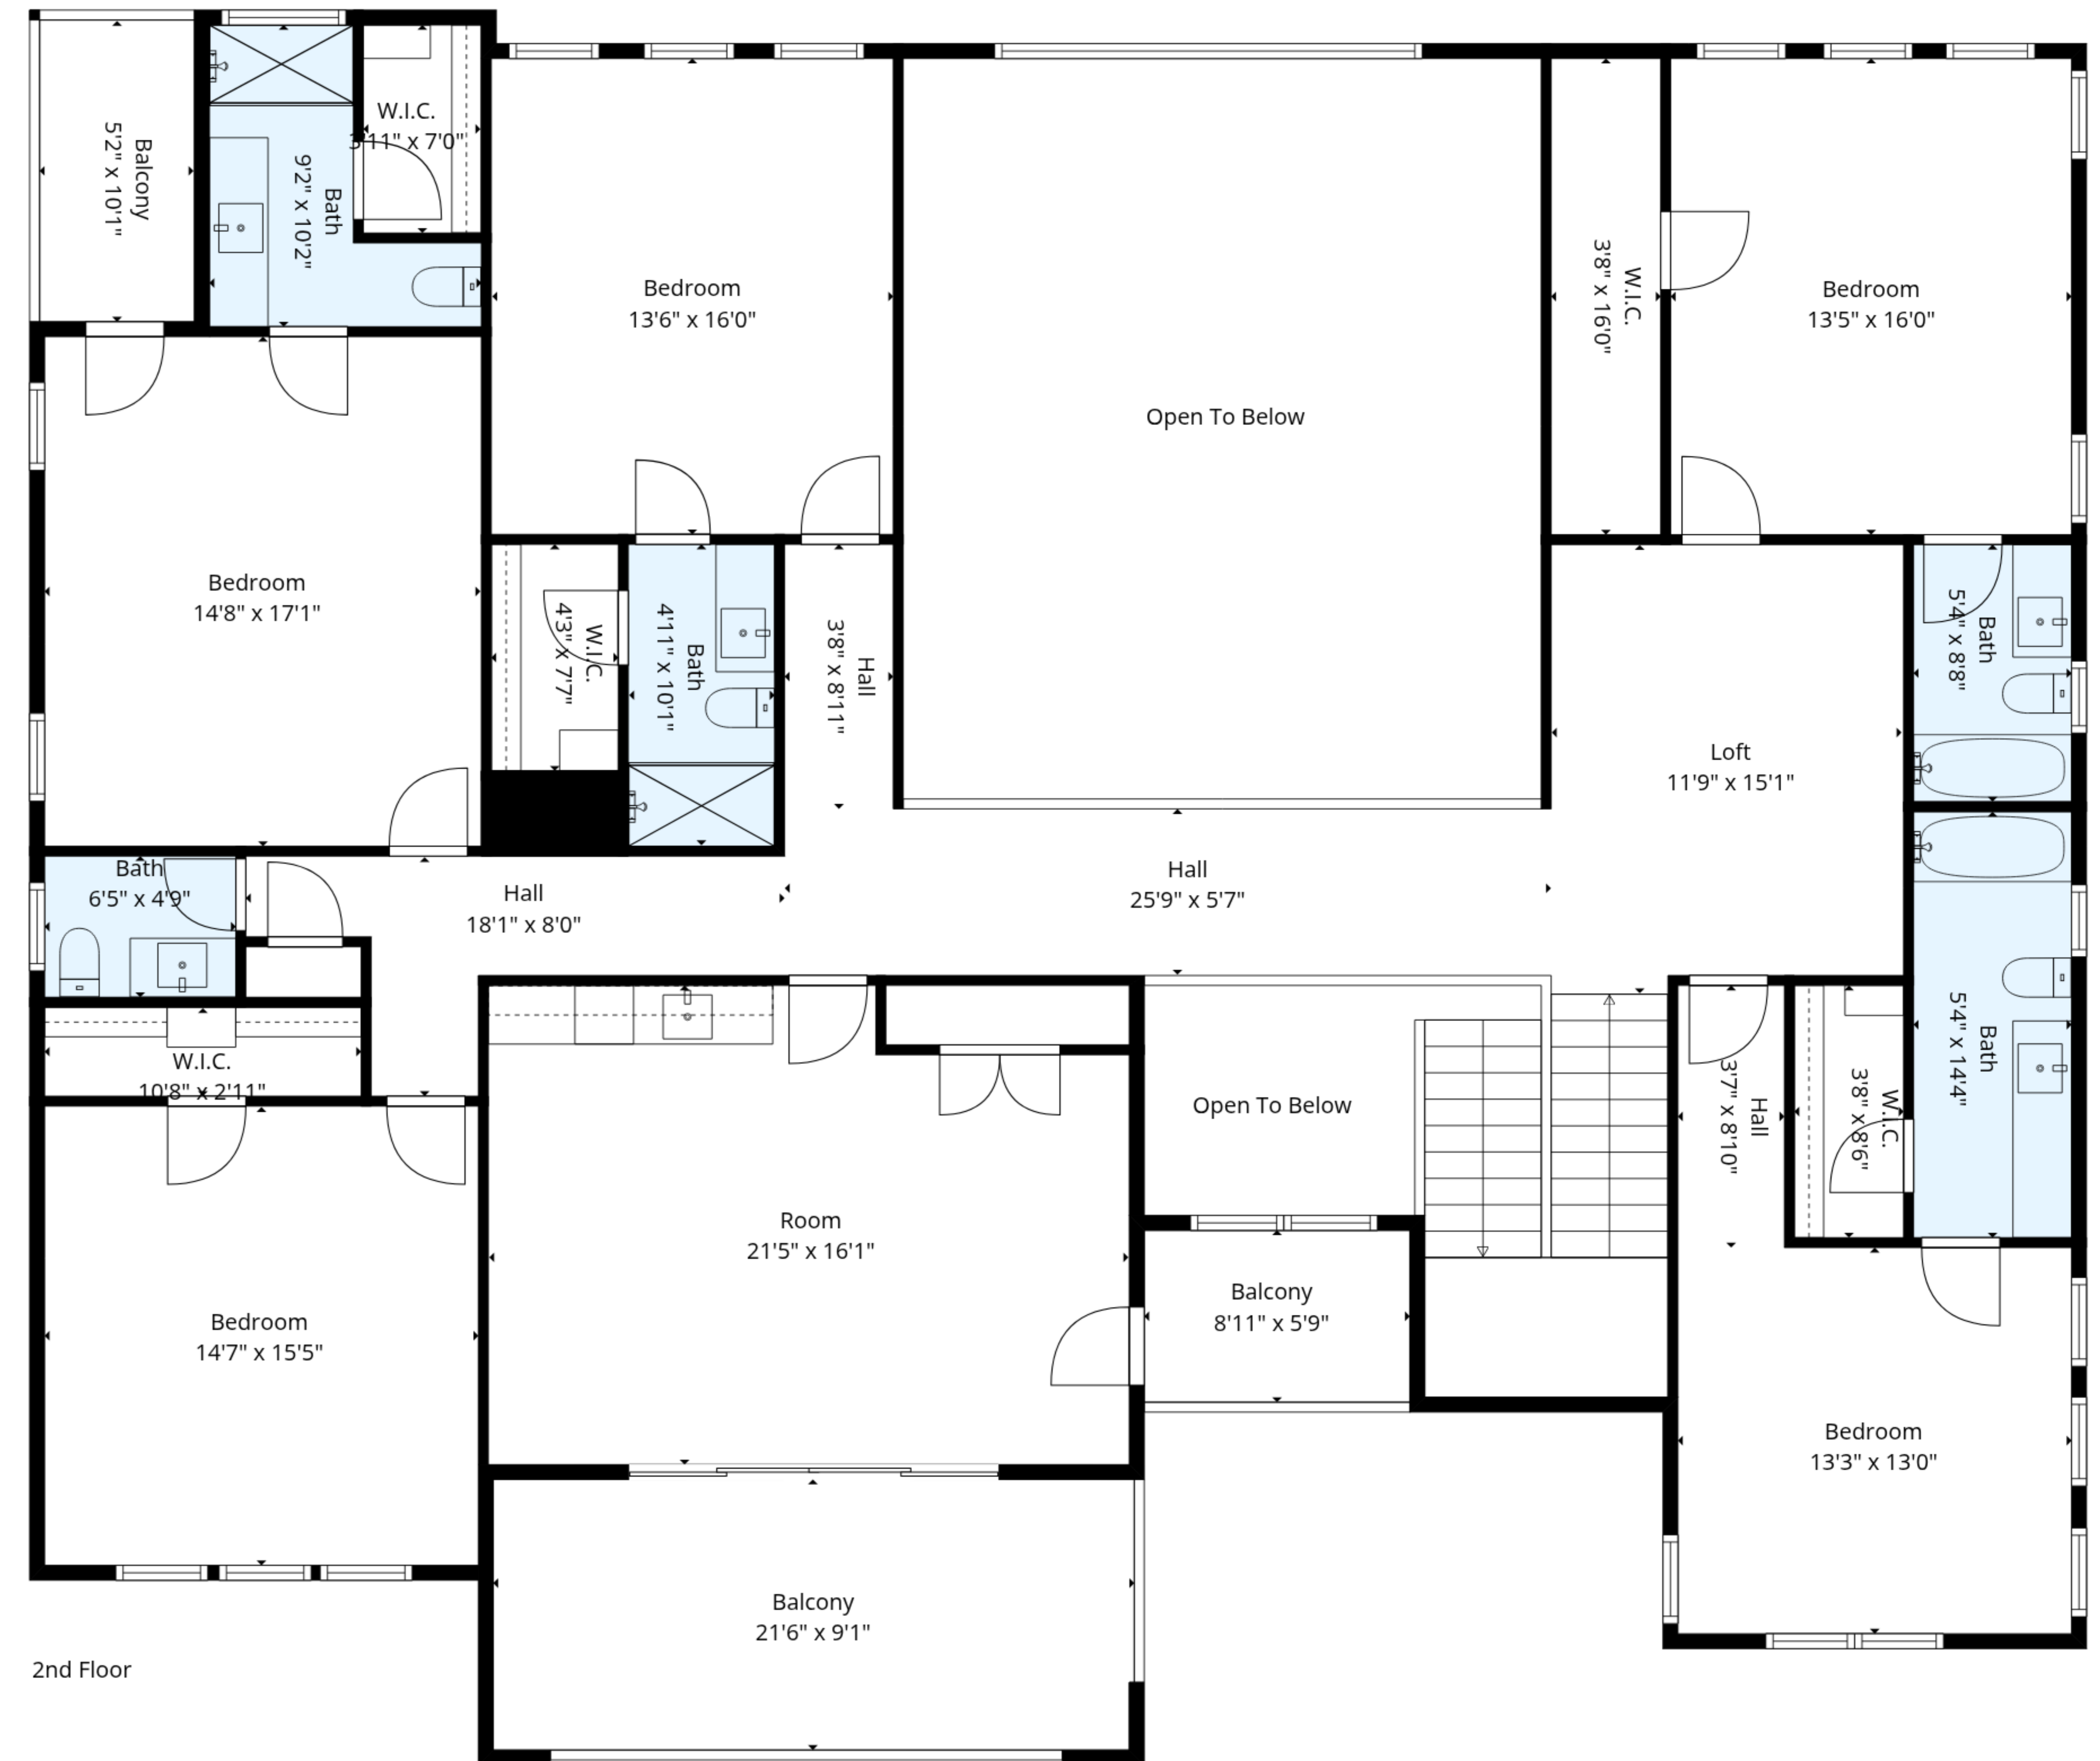 W.I.C.
3'11" x 7'0"
Balcony
5'2" x 10'1"
Bath
9'2" x 10'2"
Bedroom
13'6" x 16'0"
Open To Below
W.I.C.
3'8" x 16'0"
Bedroom
13'5" x 16'0"
Bedroom
14'8" x 17'1"
W.I.C.
4'3" x 7'7"
Bath
4'11" x 10'1"
Hall
3'8" x 8'11"
Loft
11'9" x 15'1"
Bath
5'4" x 8'8"
Bath
6'5" x 4'9"
Hall
18'1" x 8'0"
Hall
25'9" x 5'7"
W.I.C.
10'8" x 2'11"
Open To Below
Hall
3'7" x 8'10"
W.I.C.
3'8" x 8'6"
Bath
5'4" x 14'4"
Room
21'5" x 16'1"
Balcony
8'11" x 5'9"
Bedroom
14'7" x 15'5"
Bedroom
13'3" x 13'0"
Balcony
21'6" x 9'1"
2nd Floor